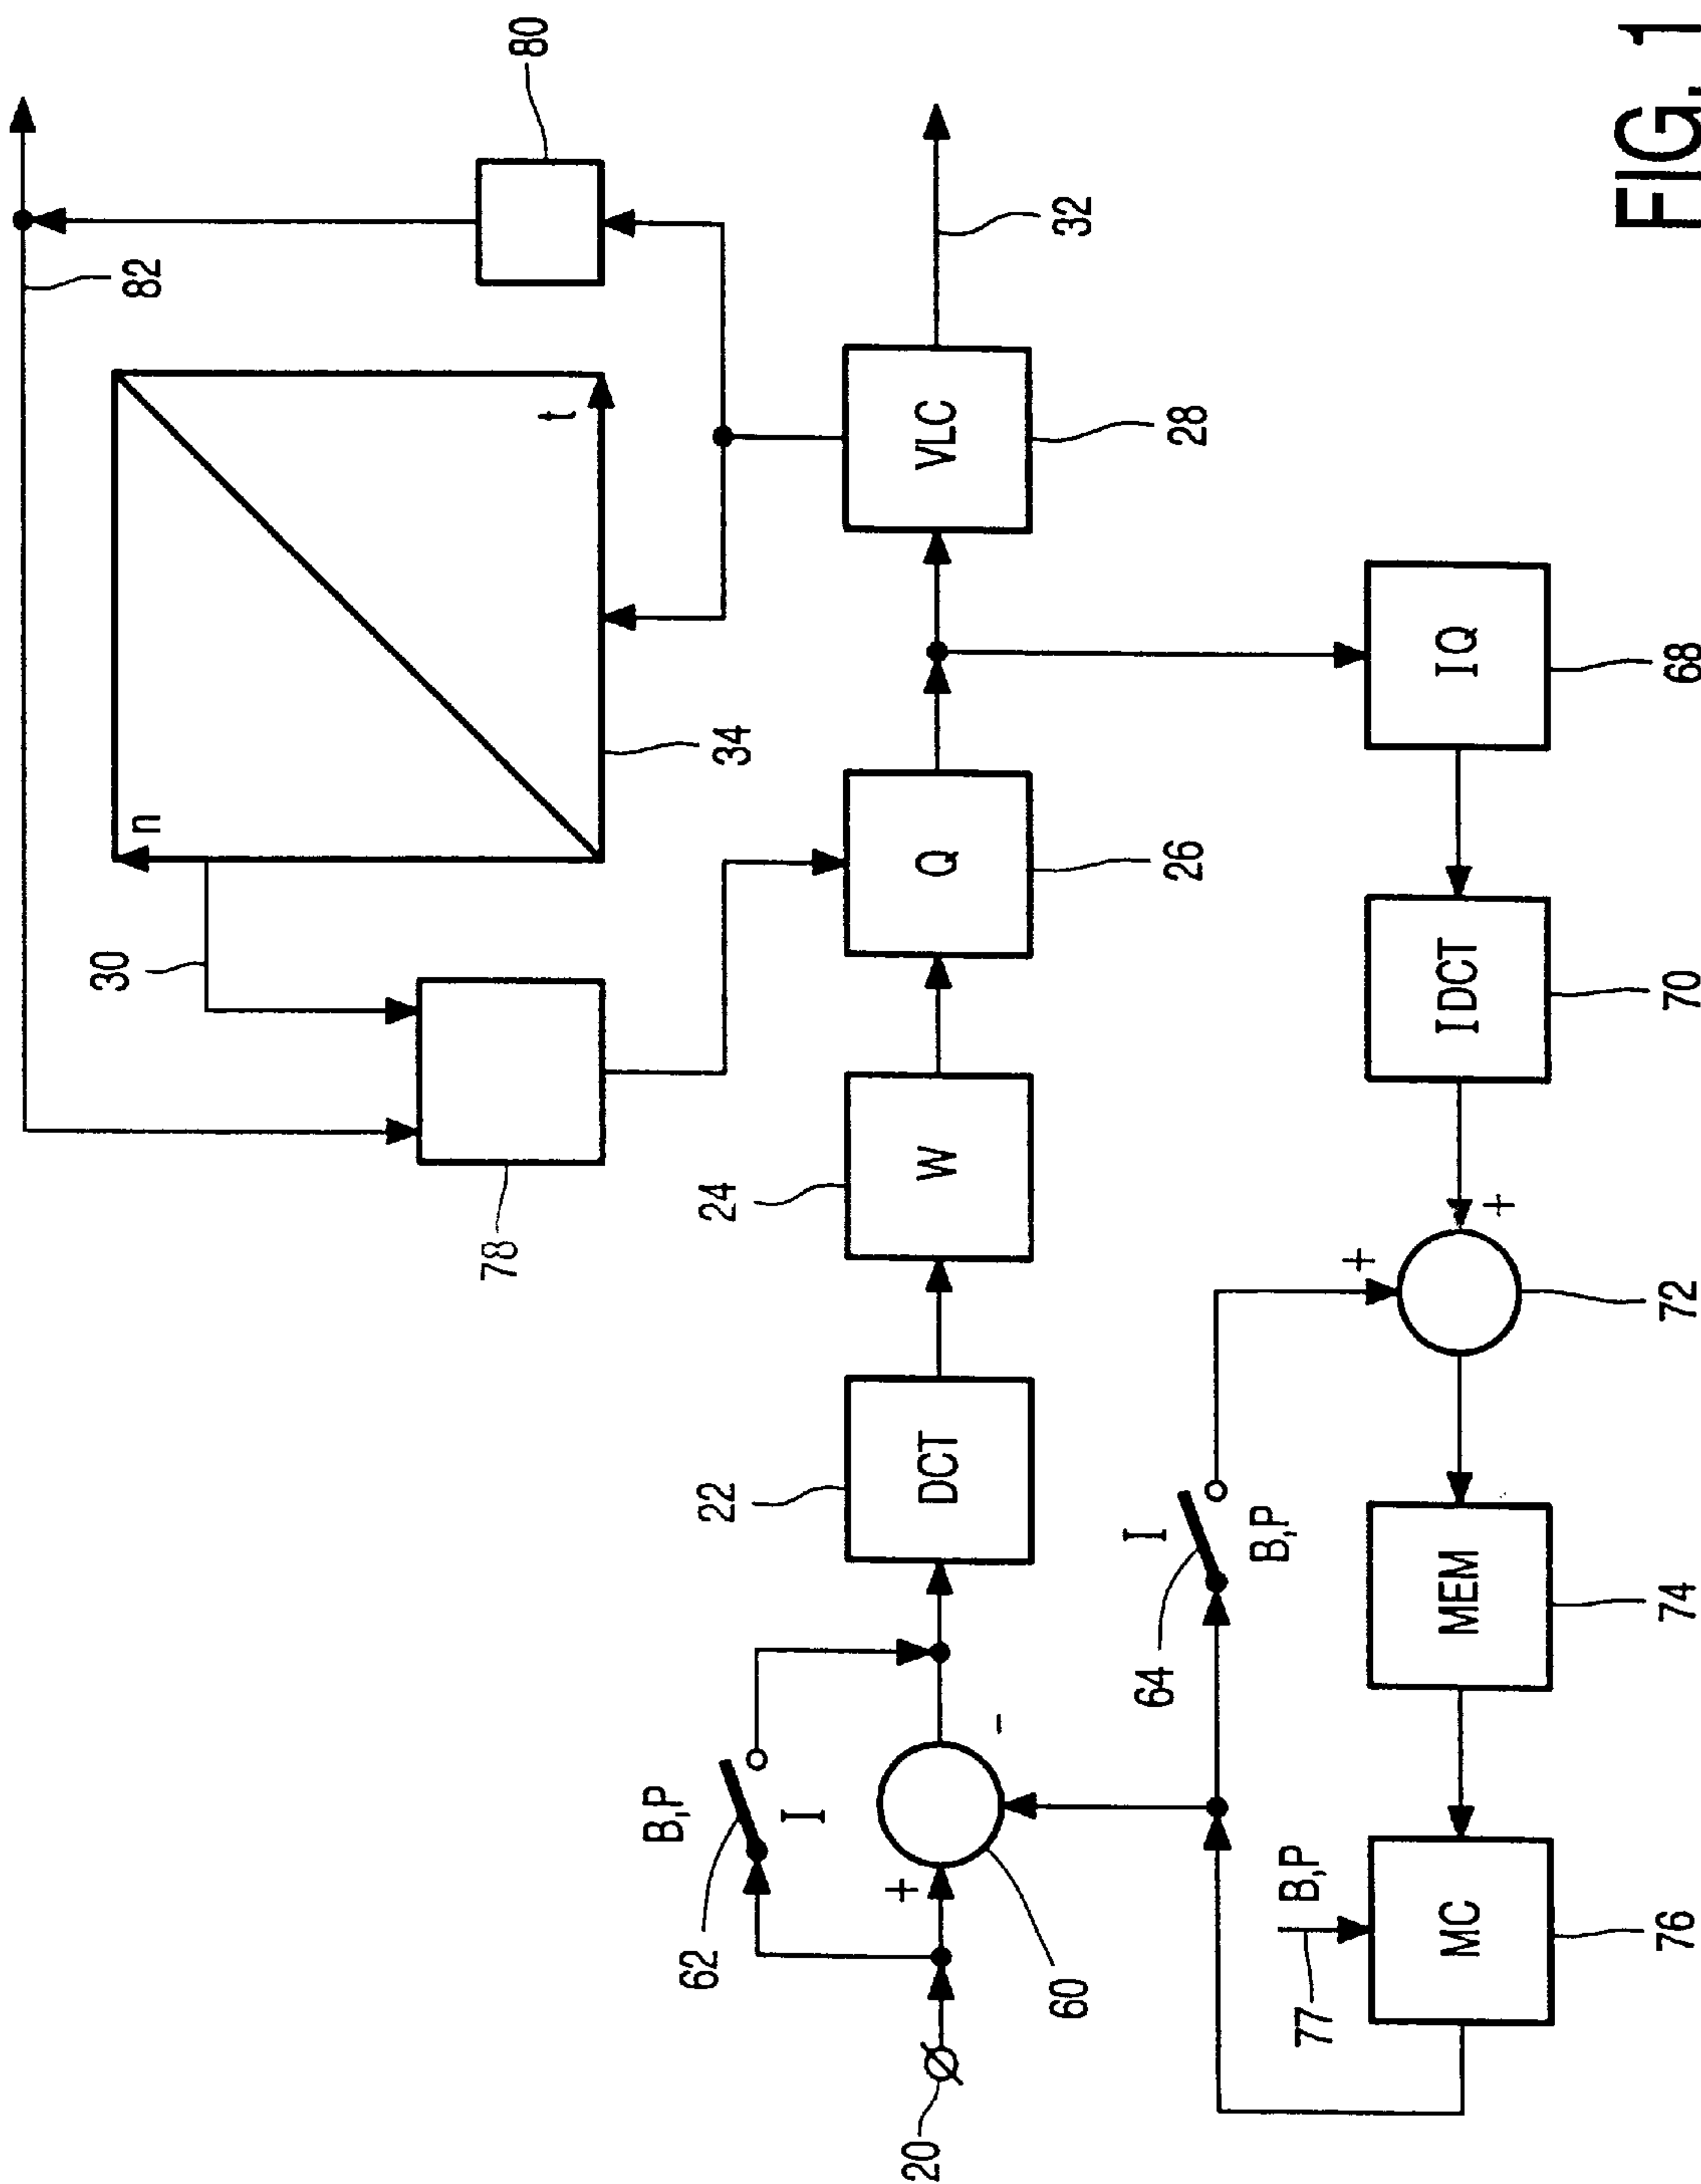 82
80
n
t
30
34
78
32
24
22
VLC
28
Q
26
W
DCT
B,P
I
62
+
-
20
60
I
64
B,P
+
+
IQ
68
IDCT
70
72
MEM
74
B,P
77
MC
76
FIG. 1